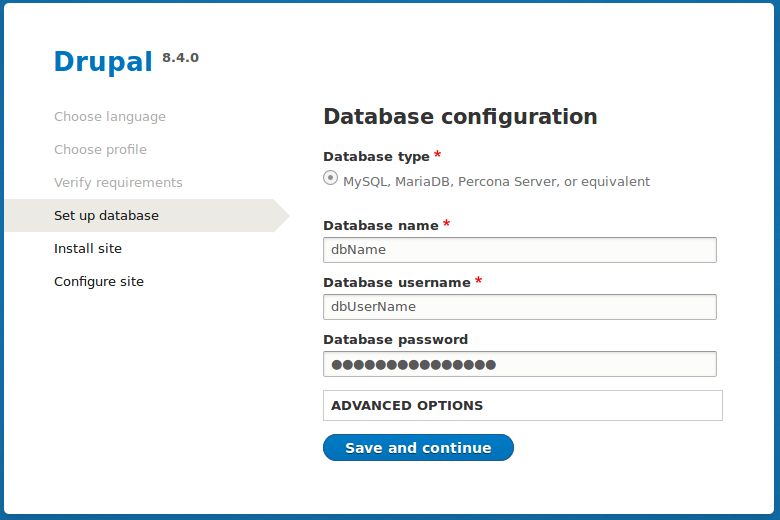 Drupal 8.4.0
Choose language
Choose profile
Verify requirements
Set up database
Install site
Configure site
Database configuration
Database type *
MySQL, MariaDB, Percona Server, or equivalent
Database name *
dbName
Database username *
dbUserName
Database password
●●●●●●●●●●●●●●●
ADVANCED OPTIONS
Save and continue